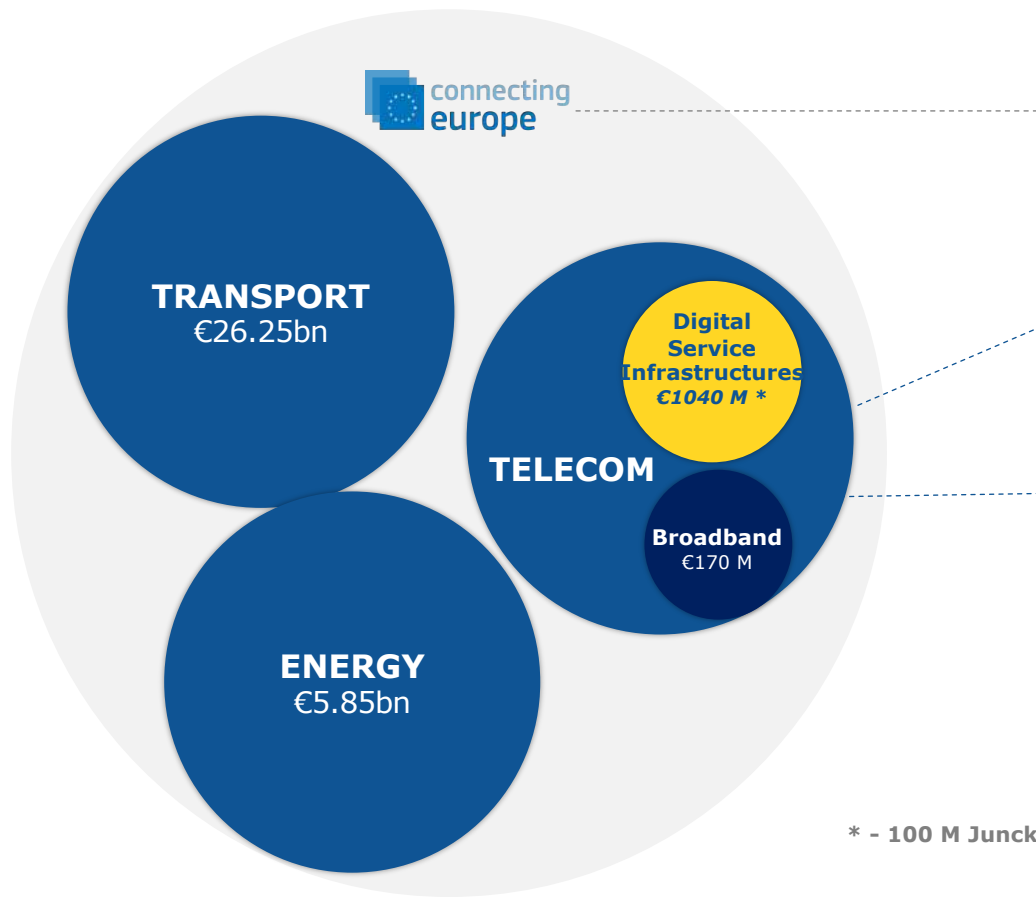 connecting
europe
TRANSPORT
€26.25bn
Digital
Service
Infrastructures
€1040 M *
TELECOM
Broadband
€170 M
ENERGY
€5.85bn
* - 100 M Junck